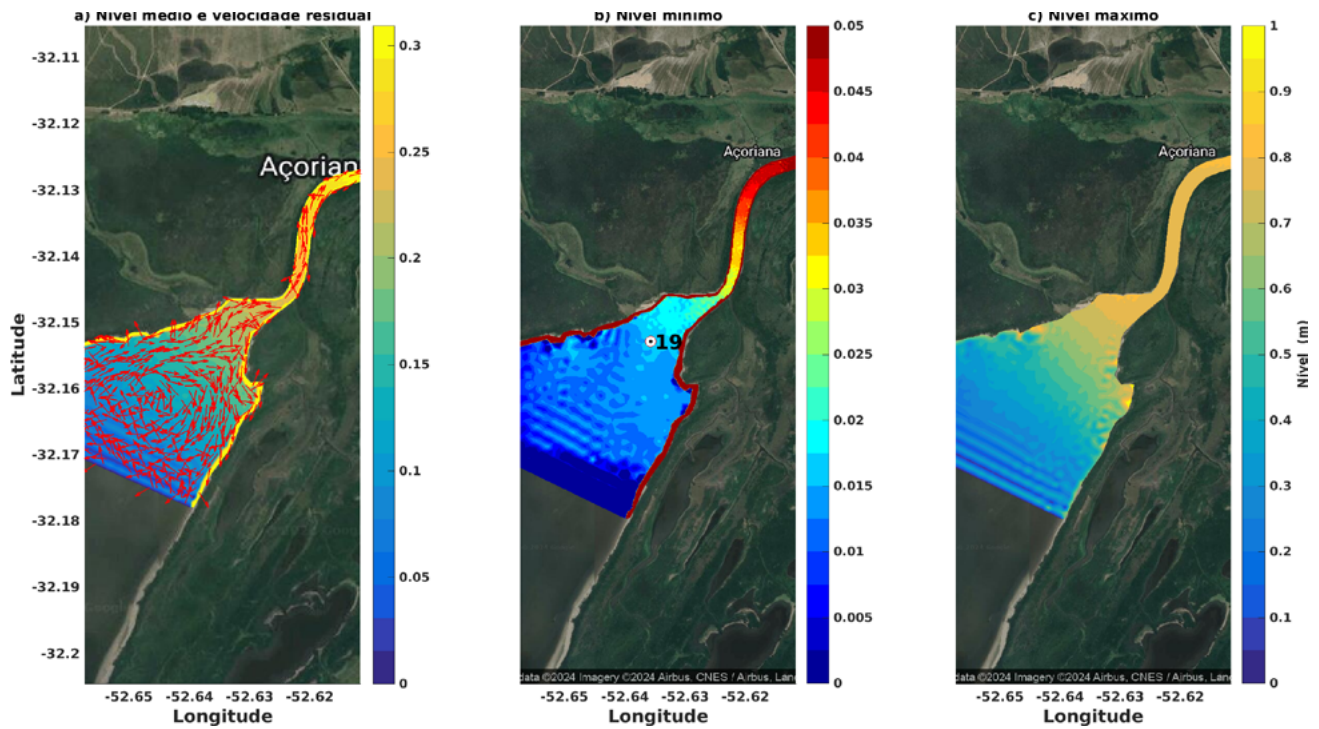 a) Nível médio e velocidade residual
b) Nível mínimo
c) Nível máximo
Latitude
-32.11
-32.12
-32.13
-32.14
-32.15
-32.16
-32.17
-32.18
-32.19
-32.2
Açorian
0.3
0.25
0.2
0.15
0.1
0.05
0
-52.65 -52.64 -52.63 -52.62
Longitude
Açoriana
19
data ©2024 Imagery ©2024 Airbus, CNES / Airbus, Lan
0.05
0.045
0.04
0.035
0.03
0.025
0.02
0.015
0.01
0.005
0
-52.65 -52.64 -52.63 -52.62
Longitude
Açoriana
data ©2024 Imagery ©2024 Airbus, CNES / Airbus, Lan
1
0.9
0.8
0.7
0.6
0.5
0.4
0.3
0.2
0.1
0
Nível (m)
-52.65 -52.64 -52.63 -52.62
Longitude